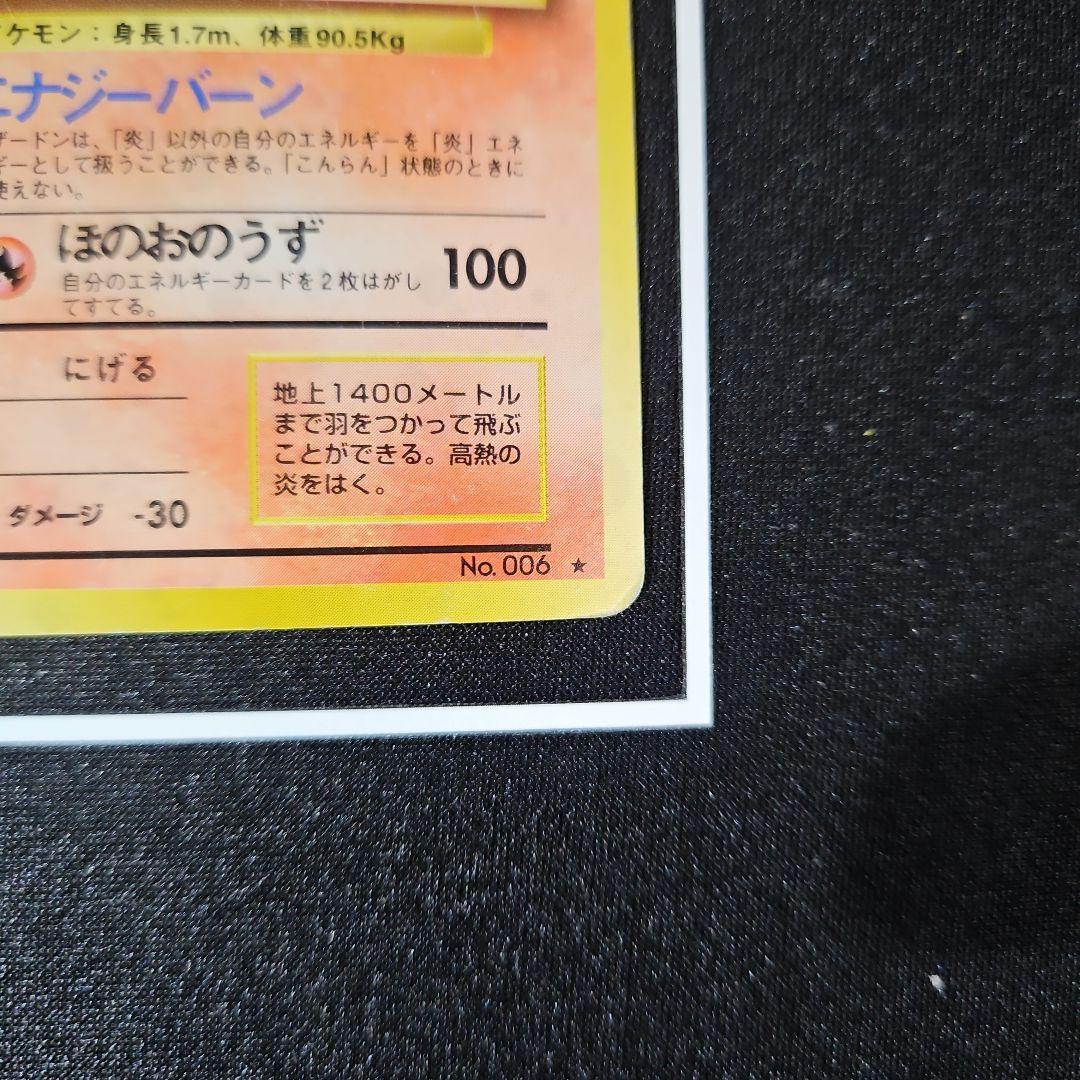 ケモン：身長1.7m、体重90.5Kg
エナジーバーン
ザードンは、「炎」以外の自分のエネルギーを「炎」エネ
ギーとして扱うことができる。「こんらん」状態のときに
使えない。
ほのおのうず
100
自分のエネルギーカードを2枚はがし
てすてる。
にげる
地上1400メートル
まで羽をつかって飛ぶ
ことができる。高熱の
炎をはく。
ダメージ -30
No. 006 ★